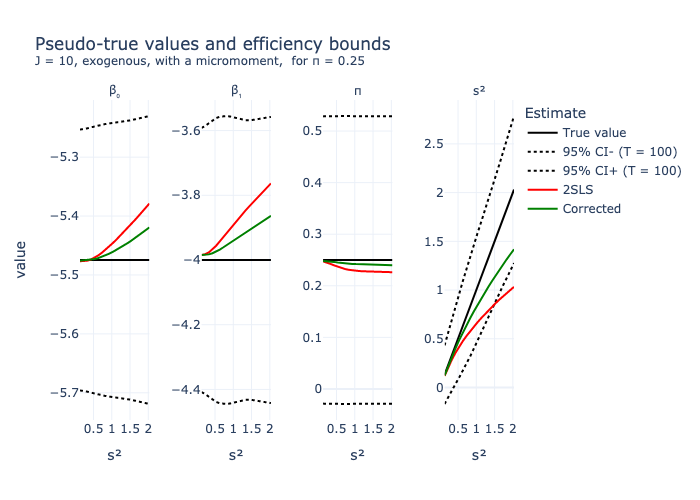 Pseudo-true values and efficiency bounds
J = 10, exogenous, with a micromoment,  for π = 0.25
β₀
β₁
π
s²
value
−5.3
−5.4
−5.5
−5.6
−5.7
−3.6
−3.8
−4
−4.2
−4.4
0.5
0.4
0.3
0.2
0.1
0
2.5
2
1.5
1
0.5
0
0.5 1 1.5 2
0.5 1 1.5 2
0.5 1 1.5 2
0.5 1 1.5 2
s²
s²
s²
s²
Estimate
True value
95% CI- (T = 100)
95% CI+ (T = 100)
2SLS
Corrected